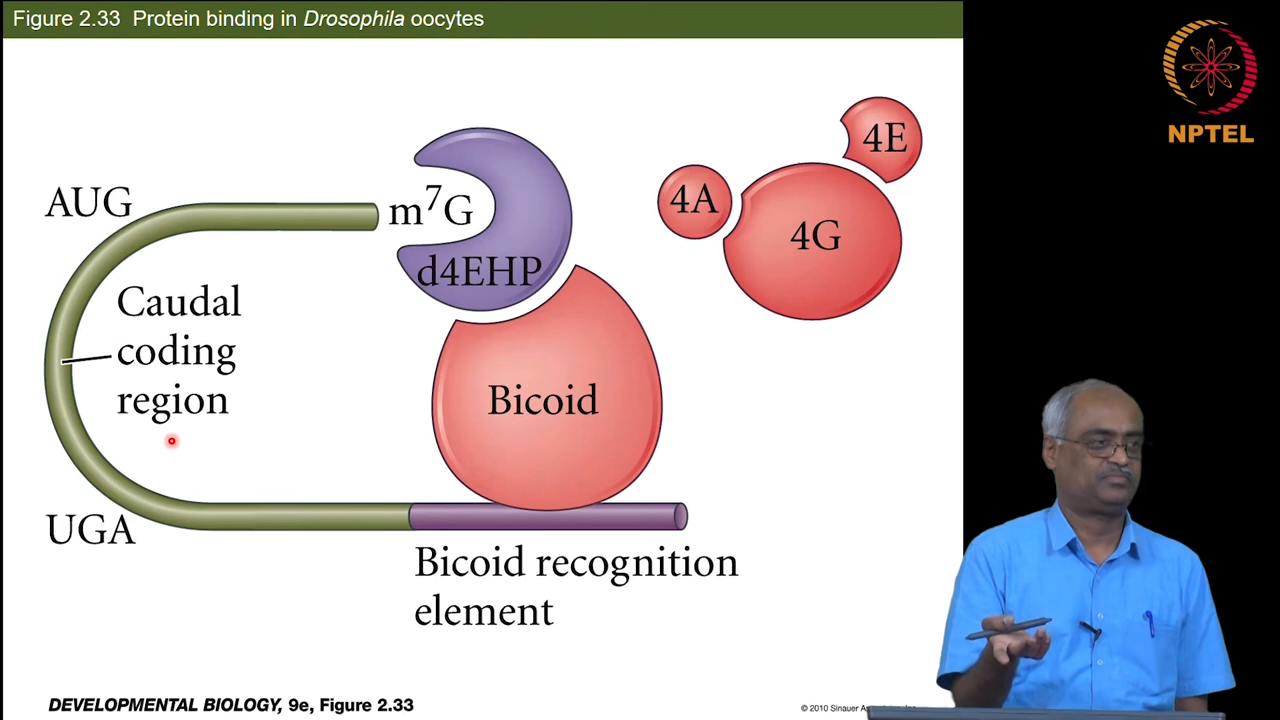 Figure 2.33 Protein binding in Drosophila oocytes
NPTEL
AUG
m⁷G
d4EHP
4A
4G
4E
Caudal
coding
region
Bicoid
UGA
Bicoid recognition
element
DEVELOPMENTAL BIOLOGY, 9e, Figure 2.33
© 2010 Sinauer